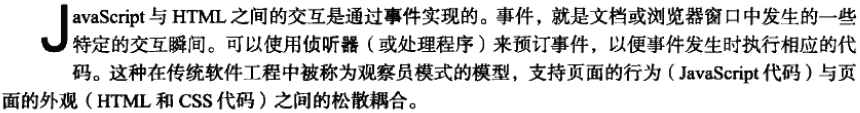 JavaScript 与 HTML 之间的交互是通过事件实现的。事件，就是文档或浏览器窗口中发生的一些
特定的交互瞬间。可以使用侦听器（或处理程序）来预订事件，以便事件发生时执行相应的代
码。这种在传统软件工程中被称为观察员模式的模型，支持页面的行为（JavaScript 代码）与页
面的外观（HTML 和 CSS 代码）之间的松散耦合。